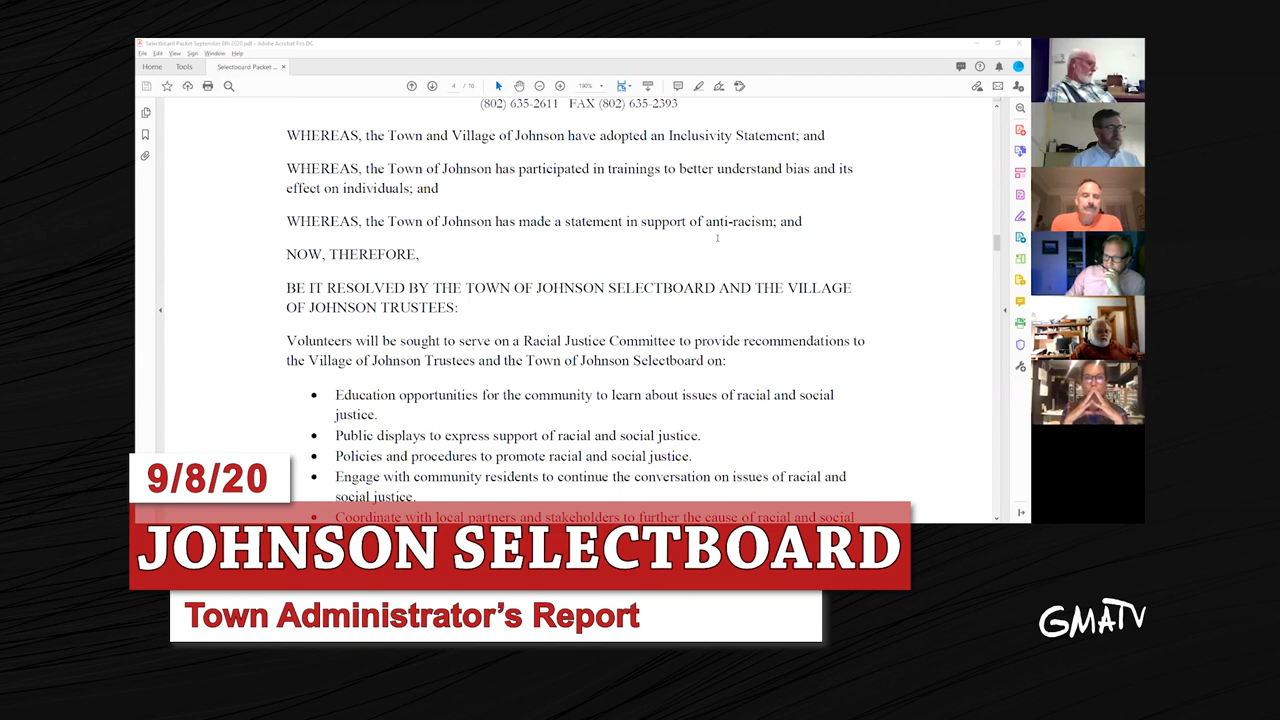 Selectboard Packet September 8th 2020.pdf - Adobe Acrobat Pro DC
File Edit View Sign Window Help
Home Tools Selectboard Packet ... ×
4 / 10 190%
(802) 635-2611 FAX (802) 635-2393
WHEREAS, the Town and Village of Johnson have adopted an Inclusivity Statement; and
WHEREAS, the Town of Johnson has participated in trainings to better understand bias and its
effect on individuals; and
WHEREAS, the Town of Johnson has made a statement in support of anti-racism; and
NOW, THEREFORE,
BE IT RESOLVED BY THE TOWN OF JOHNSON SELECTBOARD AND THE VILLAGE
OF JOHNSON TRUSTEES:
Volunteers will be sought to serve on a Racial Justice Committee to provide recommendations to
the Village of Johnson Trustees and the Town of Johnson Selectboard on:
• Education opportunities for the community to learn about issues of racial and social
justice.
• Public displays to express support of racial and social justice.
• Policies and procedures to promote racial and social justice.
• Engage with community residents to continue the conversation on issues of racial and
social justice.
• Coordinate with local partners and stakeholders to further the cause of racial and social
9/8/20
JOHNSON SELECTBOARD
Town Administrator's Report
GMATV